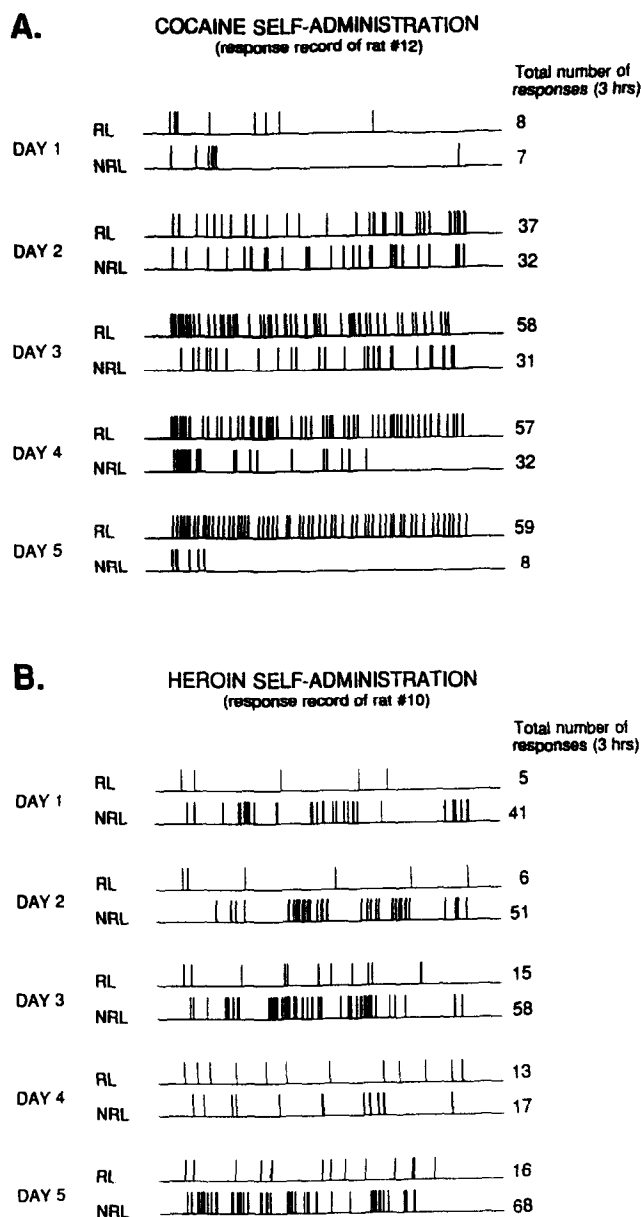 A.
COCAINE SELF-ADMINISTRATION
(response record of rat #12)
Total number of
responses (3 hrs)
RL 8
DAY 1
NRL 7
RL 37
DAY 2
NRL 32
RL 58
DAY 3
NRL 31
RL 57
DAY 4
NRL 32
RL 59
DAY 5
NRL 8
B.
HEROIN SELF-ADMINISTRATION
(response record of rat #10)
Total number of
responses (3 hrs)
RL 5
DAY 1
NRL 41
RL 6
DAY 2
NRL 51
RL 15
DAY 3
NRL 58
RL 13
DAY 4
NRL 17
RL 16
DAY 5
NRL 68